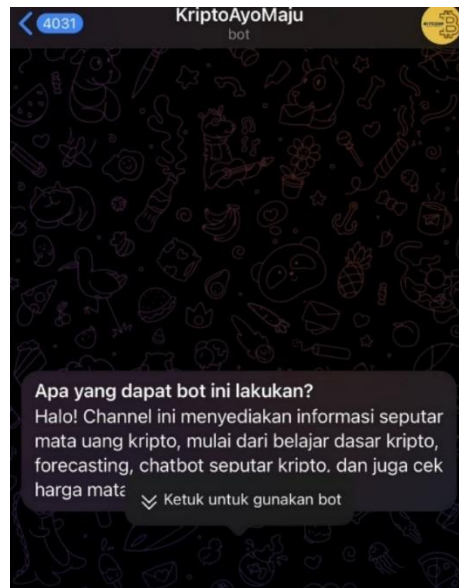 4031
KriptoAyoMaju
bot
Apa yang dapat bot ini lakukan?
Halo! Channel ini menyediakan informasi seputar
mata uang kripto, mulai dari belajar dasar kripto,
forecasting, chatbot seputar kripto, dan juga cek
harga mata
Ketuk untuk gunakan bot